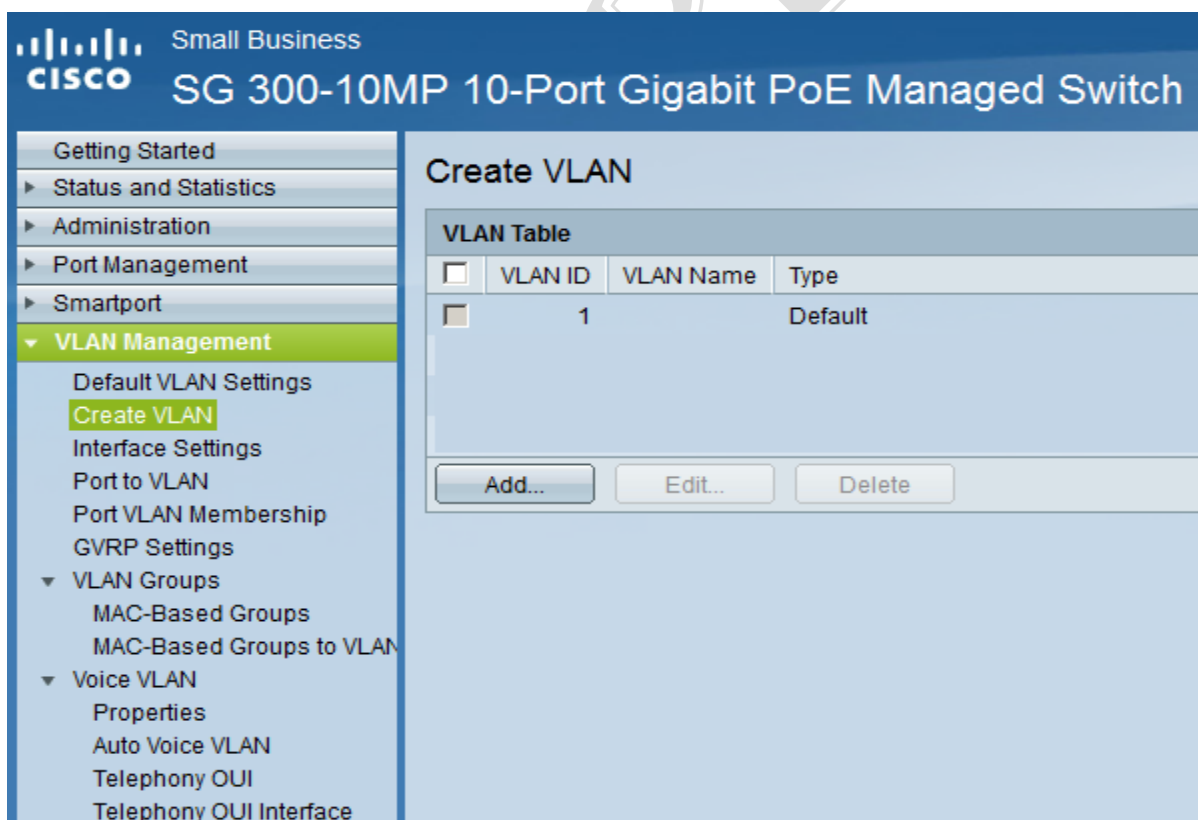 Small Business
cisco
SG 300-10MP 10-Port Gigabit PoE Managed Switch
Getting Started
Status and Statistics
Administration
Port Management
Smartport
VLAN Management
Default VLAN Settings
Create VLAN
Interface Settings
Port to VLAN
Port VLAN Membership
GVRP Settings
VLAN Groups
MAC-Based Groups
MAC-Based Groups to VLAN
Voice VLAN
Properties
Auto Voice VLAN
Telephony OUI
Telephony OUI Interface
Create VLAN
VLAN Table
VLAN ID VLAN Name Type
1 Default
Add... Edit... Delete